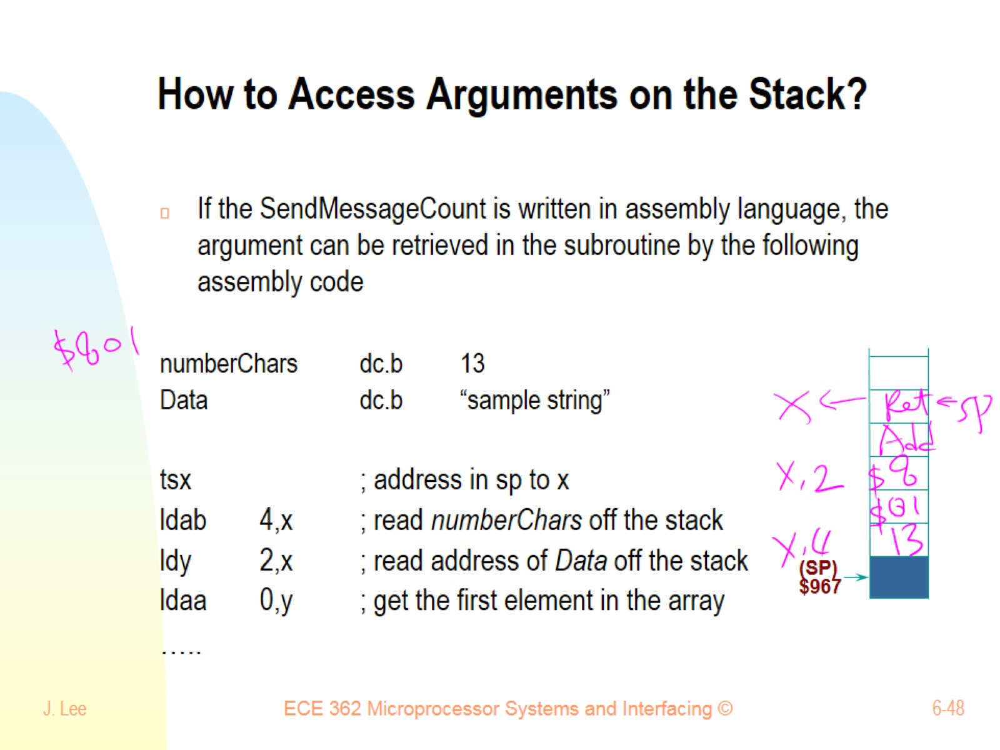 How to Access Arguments on the Stack?
If the SendMessageCount is written in assembly language, the
argument can be retrieved in the subroutine by the following
assembly code
$801
numberChars dc.b 13
Data dc.b “sample string”
X ← Ret ← SP
Add
tsx ; address in sp to x
X,2 $8
ldab 4,x ; read numberChars off the stack
$01
X,4 13
ldy 2,x ; read address of Data off the stack
(SP)
$967
ldaa 0,y ; get the first element in the array
…..
J. Lee
ECE 362 Microprocessor Systems and Interfacing ©
6-48